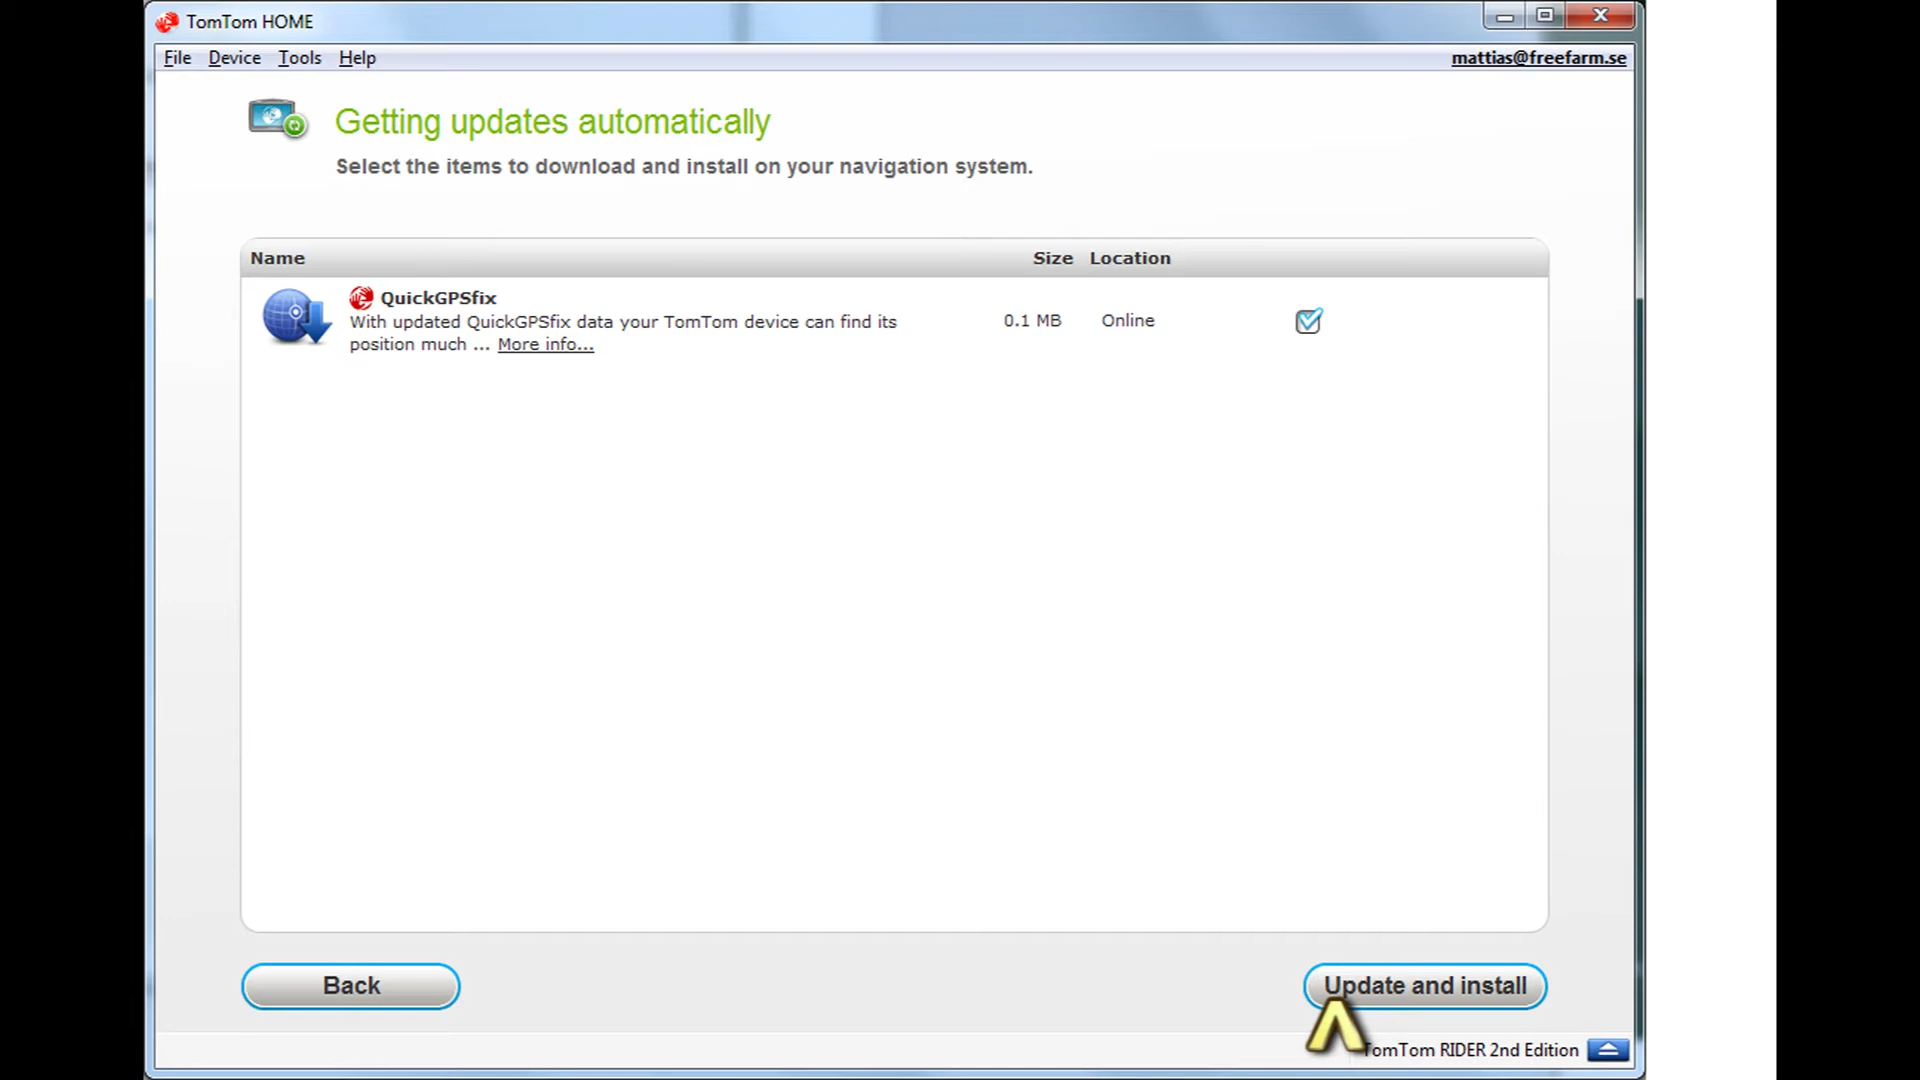 TomTom HOME
File Device Tools Help
mattias@freefarm.se
Getting updates automatically
Select the items to download and install on your navigation system.
Name Size Location
QuickGPSfix
With updated QuickGPSfix data your TomTom device can find its
position much ... More info...
0.1 MB Online
Back
Update and install
TomTom RIDER 2nd Edition